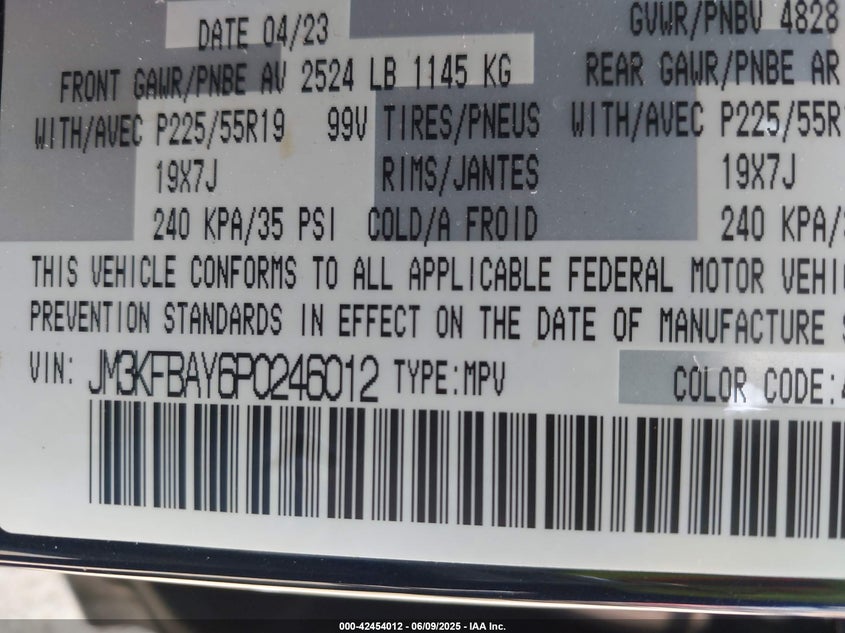 DATE 04/23 GVWR/PNBV 4828
FRONT GAWR/PNBE AV 2524 LB 1145 KG REAR GAWR/PNBE AR
WITH/AVEC P225/55R19 99V TIRES/PNEUS WITH/AVEC P225/55R
19X7J RIMS/JANTES 19X7J
240 KPA/35 PSI COLD/A FROID 240 KPA/
THIS VEHICLE CONFORMS TO ALL APPLICABLE FEDERAL MOTOR VEHI
PREVENTION STANDARDS IN EFFECT ON THE DATE OF MANUFACTURE
VIN: JM3KFBAY6P0246012 TYPE:MPV COLOR CODE:
000-42454012 - 06/09/2025 - IAA Inc.